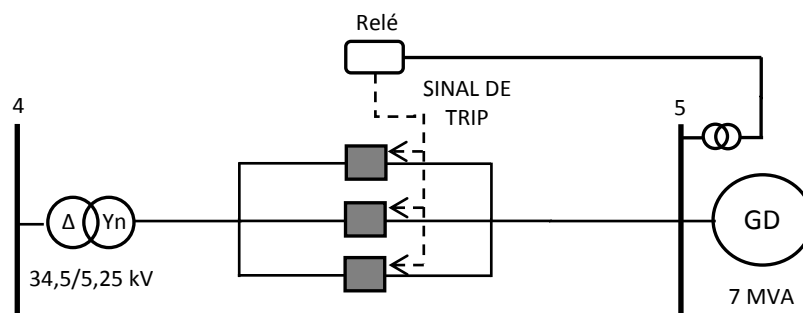 Relé
SINAL DE
TRIP
4
5
Δ
Yn
GD
34,5/5,25 kV
7 MVA